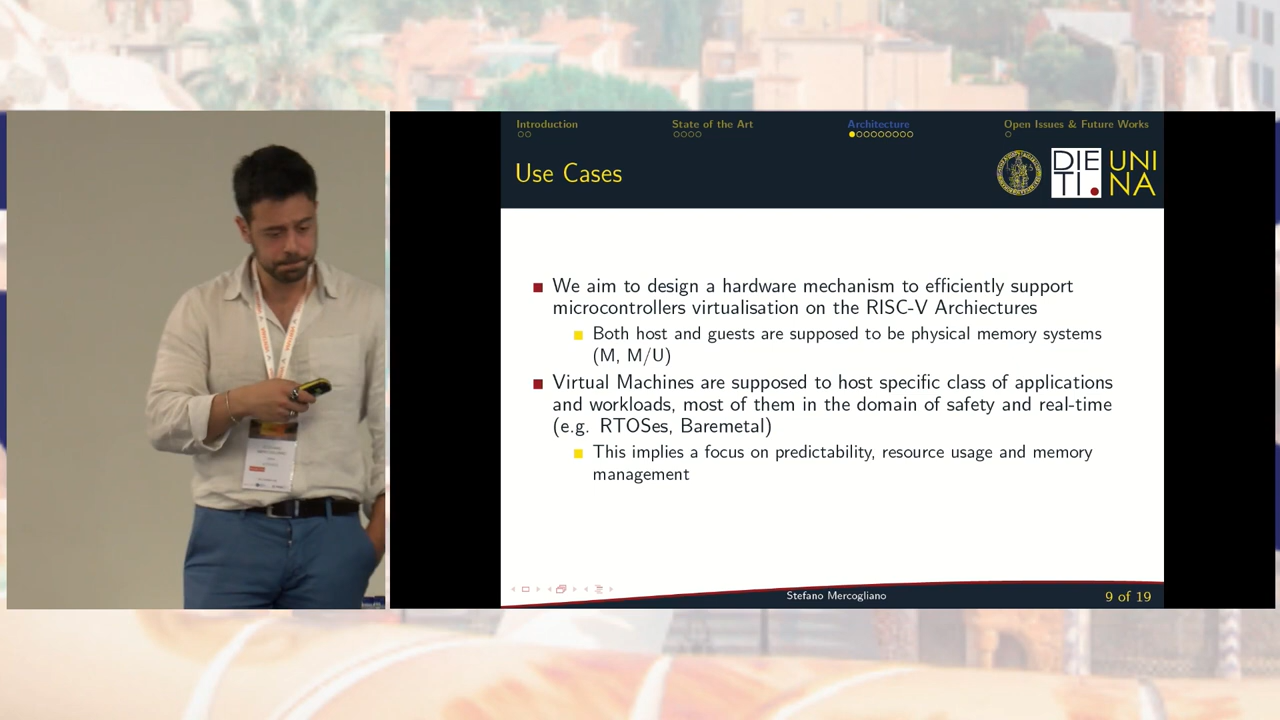 Introduction
State of the Art
Architecture
Open Issues & Future Works
Use Cases
DIE
TI.
UNI
NA
We aim to design a hardware mechanism to efficiently support
microcontrollers virtualisation on the RISC-V Archiectures
Both host and guests are supposed to be physical memory systems
(M, M/U)
Virtual Machines are supposed to host specific class of applications
and workloads, most of them in the domain of safety and real-time
(e.g. RTOSes, Baremetal)
This implies a focus on predictability, resource usage and memory
management
Stefano Mercogliano
9 of 19